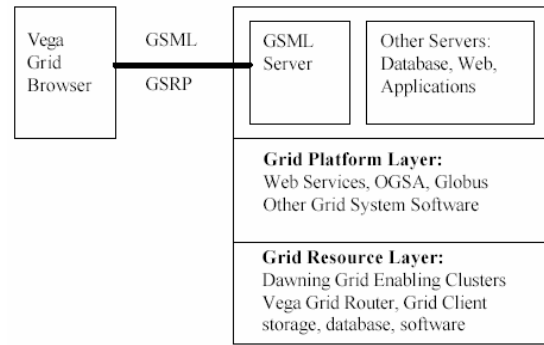 Vega
Grid
Browser
GSML
GSRP
GSML
Server
Other Servers:
Database, Web,
Applications
Grid Platform Layer:
Web Services, OGSA, Globus
Other Grid System Software
Grid Resource Layer:
Dawning Grid Enabling Clusters
Vega Grid Router, Grid Client
storage, database, software